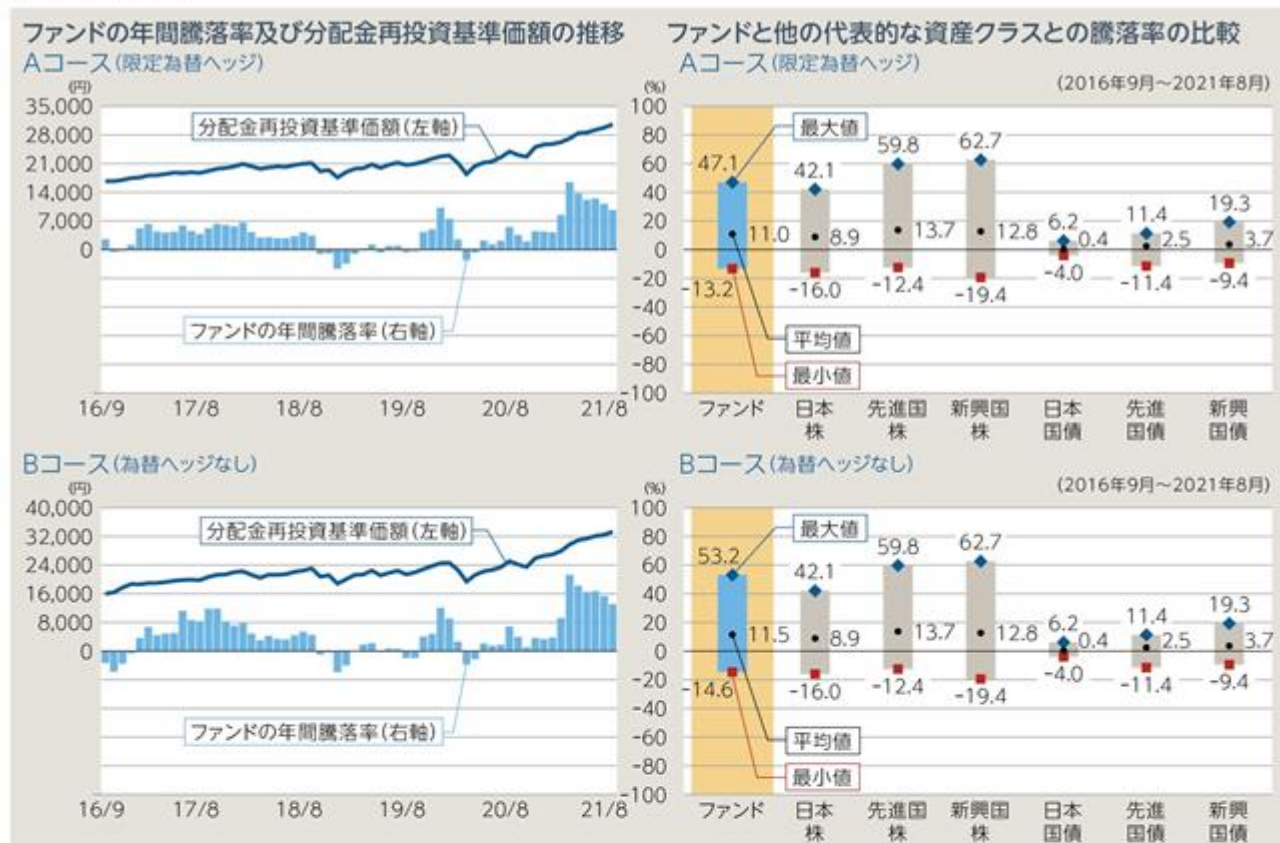 ファンドの年間騰落率及び分配金再投資基準価額の推移
Aコース(限定為替ヘッジ)
(円)
35,000
28,000
21,000
14,000
7,000
0
分配金再投資基準価額(左軸)
ファンドの年間騰落率(右軸)
16/9 17/8 18/8 19/8 20/8 21/8
ファンドと他の代表的な資産クラスとの騰落率の比較
Aコース(限定為替ヘッジ)
(2016年9月～2021年8月)
(%)
100
80
60
40
20
0
-20
-40
-60
-80
-100
最大値
47.1 42.1 59.8 62.7 6.2 11.4 19.3
11.0 8.9 13.7 12.8 0.4 2.5 3.7
-13.2 -16.0 -12.4 -19.4 -4.0 -11.4 -9.4
平均値
最小値
ファンド 日本株 先進国株 新興国株 日本国債 先進国債 新興国債
Bコース(為替ヘッジなし)
(円)
40,000
32,000
24,000
16,000
8,000
0
分配金再投資基準価額(左軸)
ファンドの年間騰落率(右軸)
16/9 17/8 18/8 19/8 20/8 21/8
Bコース(為替ヘッジなし)
(2016年9月～2021年8月)
(%)
100
80
60
40
20
0
-20
-40
-60
-80
-100
最大値
53.2 42.1 59.8 62.7 6.2 11.4 19.3
11.5 8.9 13.7 12.8 0.4 2.5 3.7
-14.6 -16.0 -12.4 -19.4 -4.0 -11.4 -9.4
平均値
最小値
ファンド 日本株 先進国株 新興国株 日本国債 先進国債 新興国債